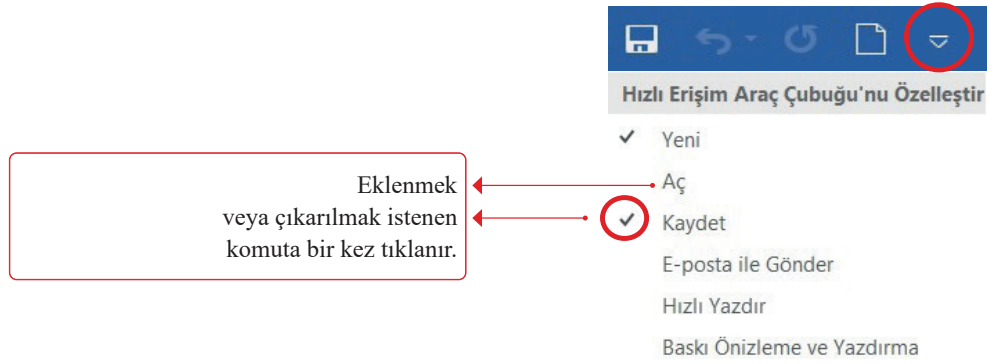 Hızlı Erişim Araç Çubuğu'nu Özelleştir
Yeni
Aç
Kaydet
E-posta ile Gönder
Hızlı Yazdır
Baskı Önizleme ve Yazdırma
Eklenmek
veya çıkarılmak istenen
komuta bir kez tıklanır.